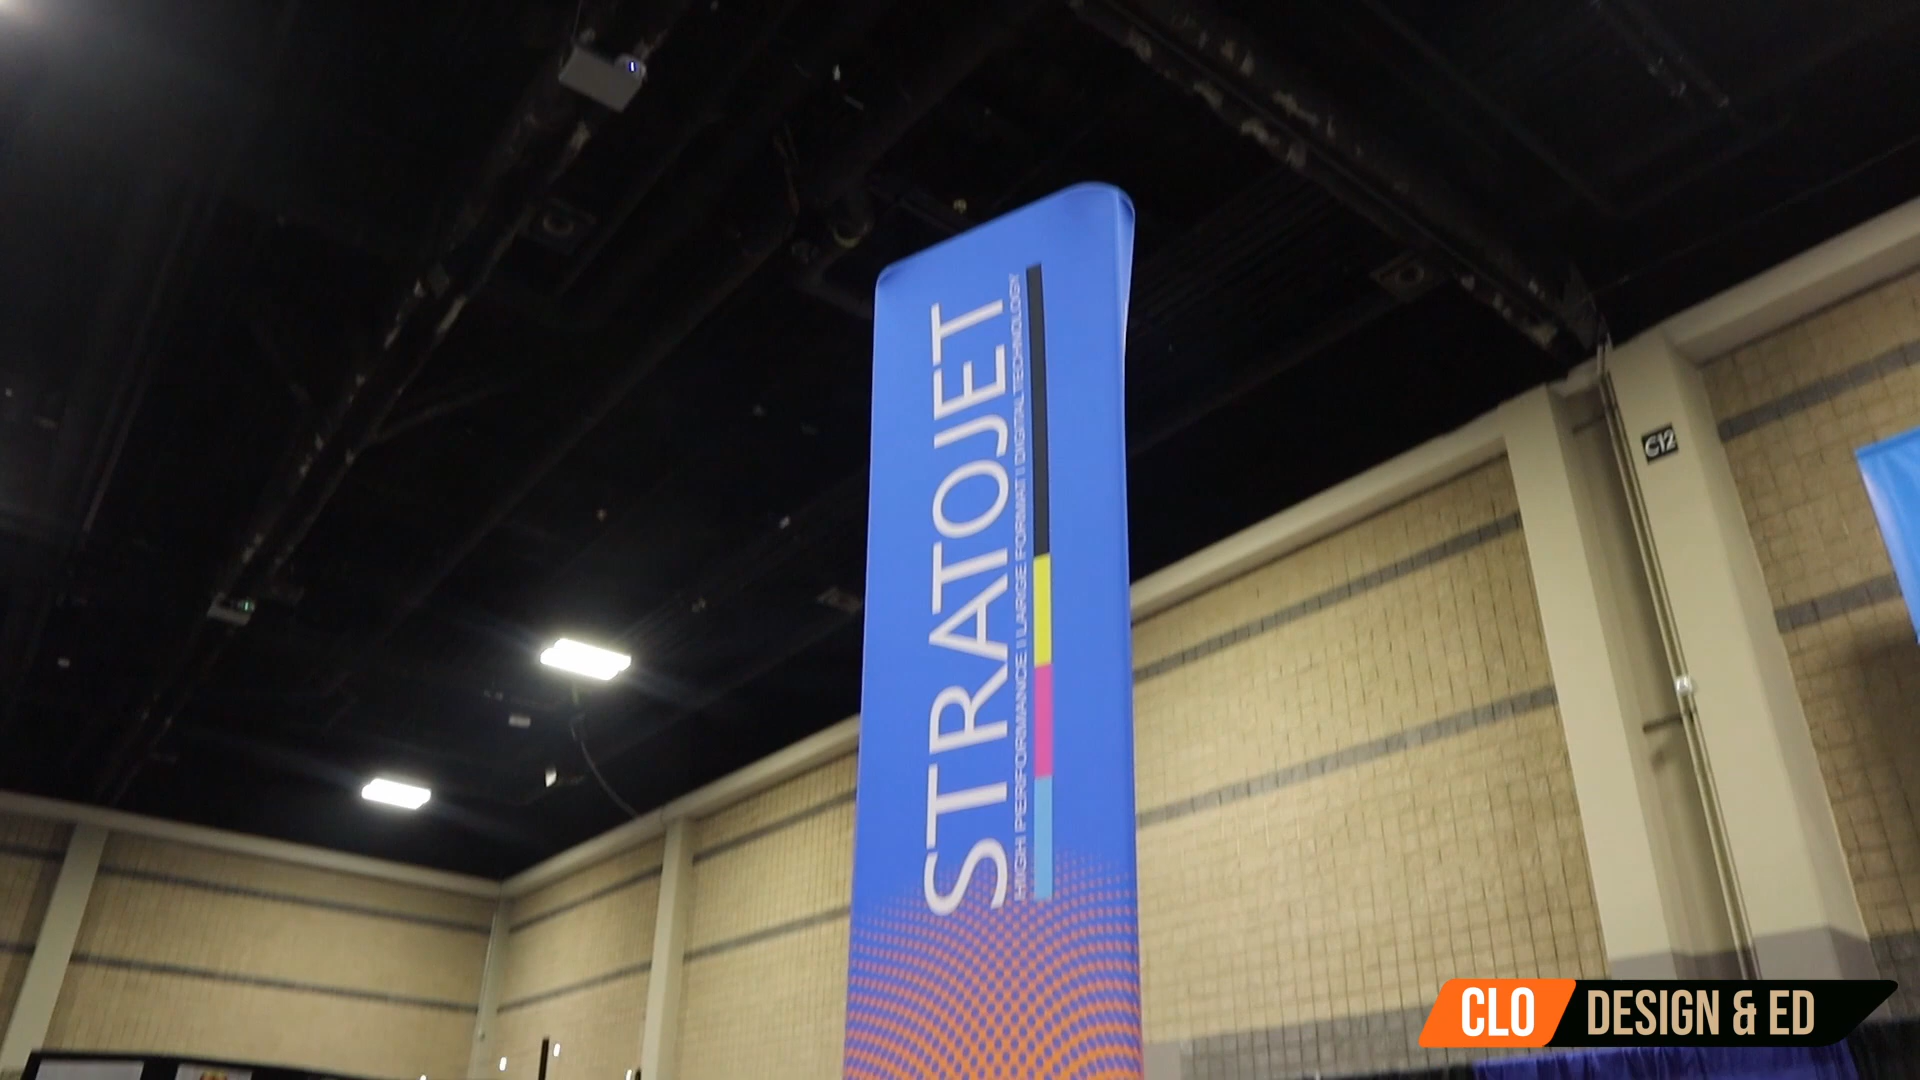 STRATOJET
HIGH PERFORMANCE // LARGE FORMAT // DIGITAL TECHNOLOGY
C12
CLO DESIGN & ED